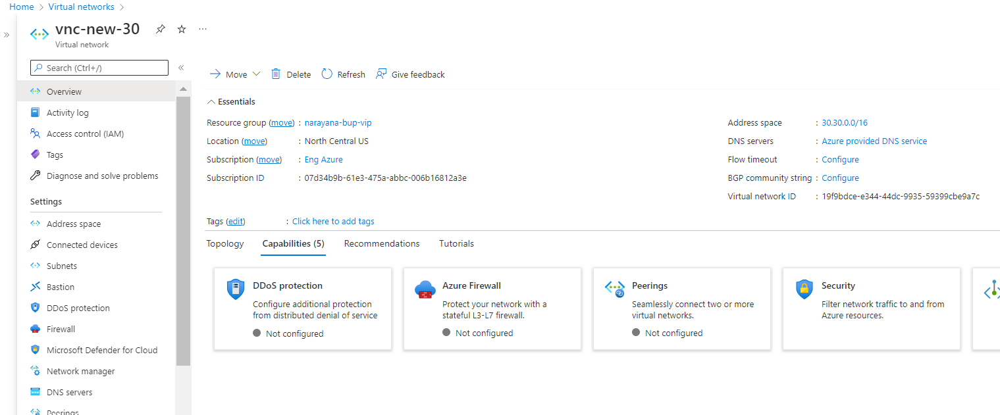 Home > Virtual networks >
»
vnc-new-30
...
Virtual network
Search (Ctrl+/)
«
Overview
Activity log
Access control (IAM)
Tags
Diagnose and solve problems
Settings
Address space
Connected devices
Subnets
Bastion
DDoS protection
Firewall
Microsoft Defender for Cloud
Network manager
DNS servers
Peerings
Move
Delete
Refresh
Give feedback
Essentials
Resource group (move) : narayana-bup-vip
Location (move) : North Central US
Subscription (move) : Eng Azure
Subscription ID : 07d34b9b-61e3-475a-abbc-006b16812a3e
Address space : 30.30.0.0/16
DNS servers : Azure provided DNS service
Flow timeout : Configure
BGP community string : Configure
Virtual network ID : 19f9bdce-e344-44dc-9935-59399cbe9a7c
Tags (edit) : Click here to add tags
Topology
Capabilities (5)
Recommendations
Tutorials
DDoS protection
Configure additional protection
from distributed denial of service
Not configured
Azure Firewall
Protect your network with a
stateful L3-L7 firewall.
Not configured
Peerings
Seamlessly connect two or more
virtual networks.
Not configured
Security
Filter network traffic to and from
Azure resources.